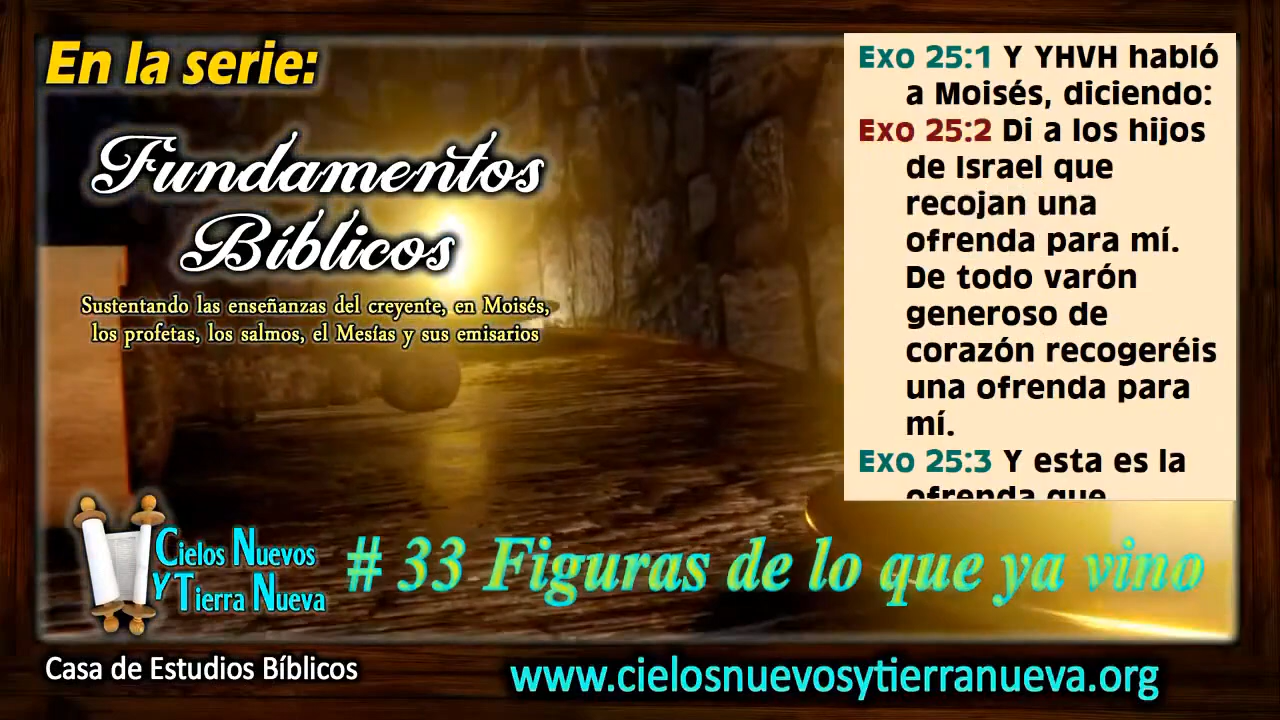 En la serie:
Fundamentos
Bíblicos
Sustentando las enseñanzas del creyente, en Moisés,
los profetas, los salmos, el Mesías y sus emisarios
Exo 25:1 Y YHVH habló
a Moisés, diciendo:
Exo 25:2 Di a los hijos
de Israel que
recojan una
ofrenda para mí.
De todo varón
generoso de
corazón recogeréis
una ofrenda para
mí.
Exo 25:3 Y esta es la
ofrenda que
Cielos Nuevos
Y Tierra Nueva
# 33 Figuras de lo que ya vino
Casa de Estudios Bíblicos
www.cielosnuevosytierranueva.org